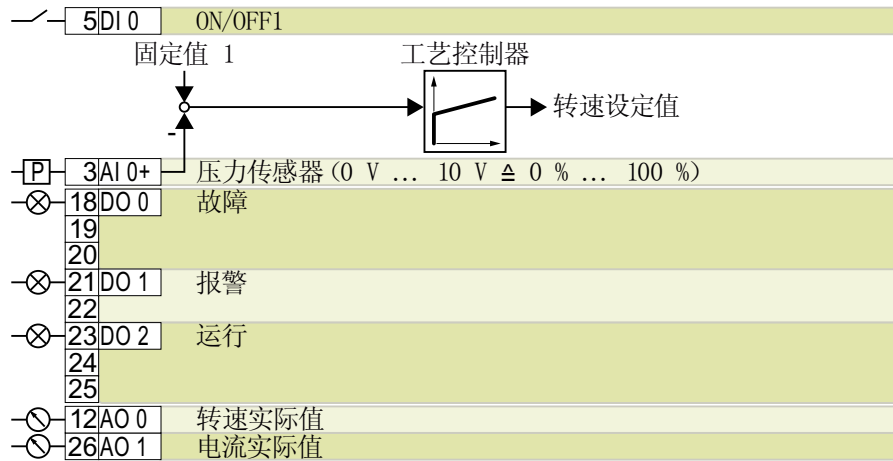 5 DI 0 ON/OFF1
固定值 1 工艺控制器
转速设定值
-
P 3 AI 0+ 压力传感器(0 V ... 10 V ≙ 0 % ... 100 %)
18 DO 0 故障
19
20
21 DO 1 报警
22
23 DO 2 运行
24
25
12 AO 0 转速实际值
26 AO 1 电流实际值